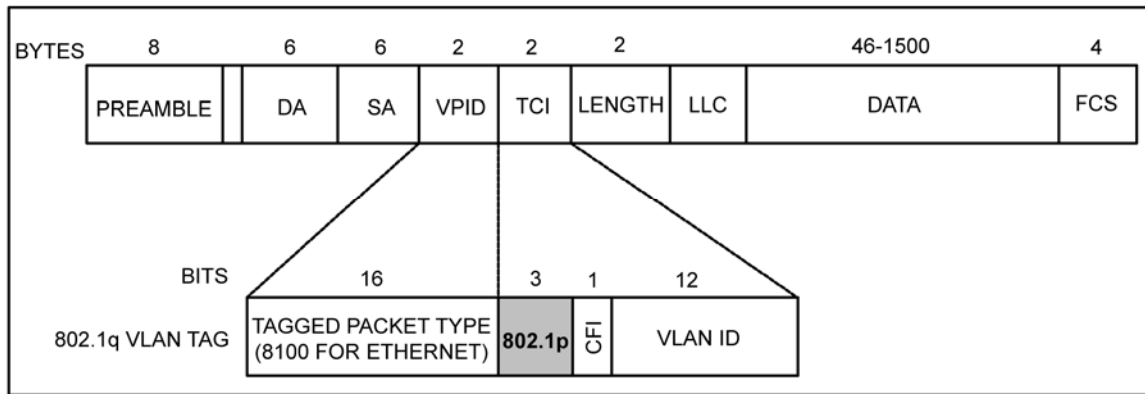 BYTES 8 6 6 2 2 2 46-1500 4
PREAMBLE DA SA VPID TCI LENGTH LLC DATA FCS
BITS 16 3 1 12
802.1q VLAN TAG
TAGGED PACKET TYPE
(8100 FOR ETHERNET)
802.1p
CFI
VLAN ID